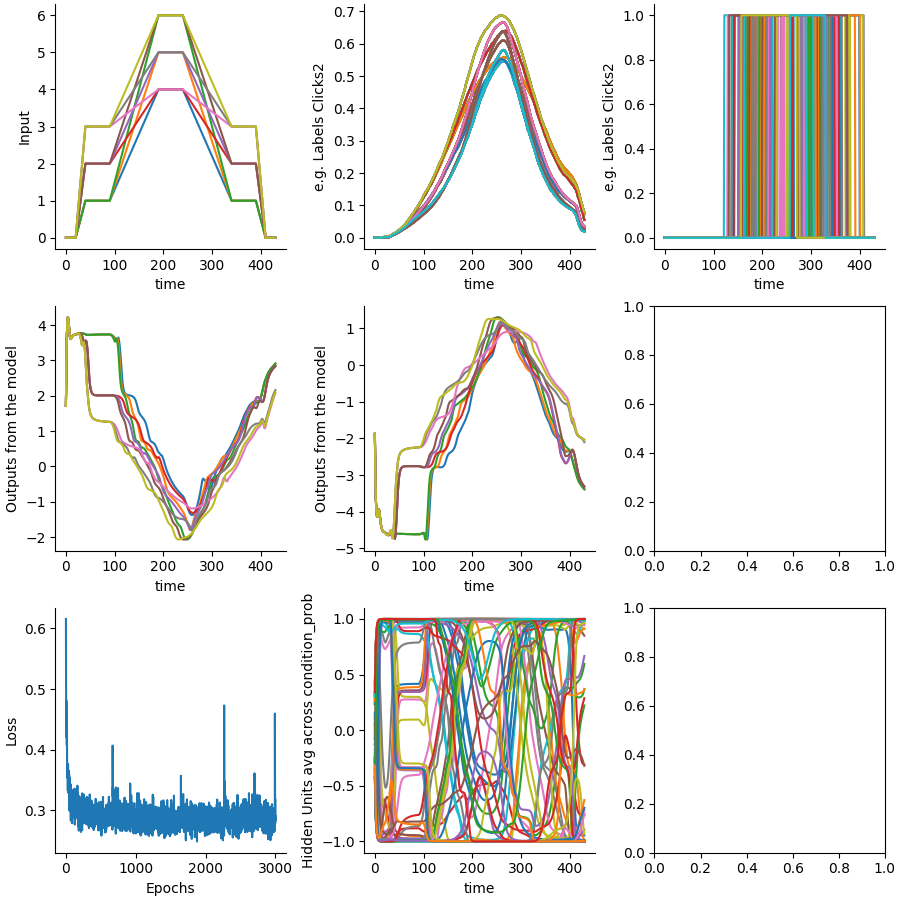 6
5
4
3
2
1
0
Input
0 100 200 300 400
time
0.7
0.6
0.5
0.4
0.3
0.2
0.1
0.0
e.g. Labels Clicks2
0 100 200 300 400
time
1.0
0.8
0.6
0.4
0.2
0.0
e.g. Labels Clicks2
0 100 200 300 400
time
4
3
2
1
0
−1
−2
Outputs from the model
0 100 200 300 400
time
1
0
−1
−2
−3
−4
−5
Outputs from the model
0 100 200 300 400
time
1.0
0.8
0.6
0.4
0.2
0.0
0.0 0.2 0.4 0.6 0.8 1.0
0.6
0.5
0.4
0.3
Loss
0 1000 2000 3000
Epochs
1.0
0.5
0.0
−0.5
−1.0
Hidden Units avg across condition_prob
0 100 200 300 400
time
1.0
0.8
0.6
0.4
0.2
0.0
0.0 0.2 0.4 0.6 0.8 1.0